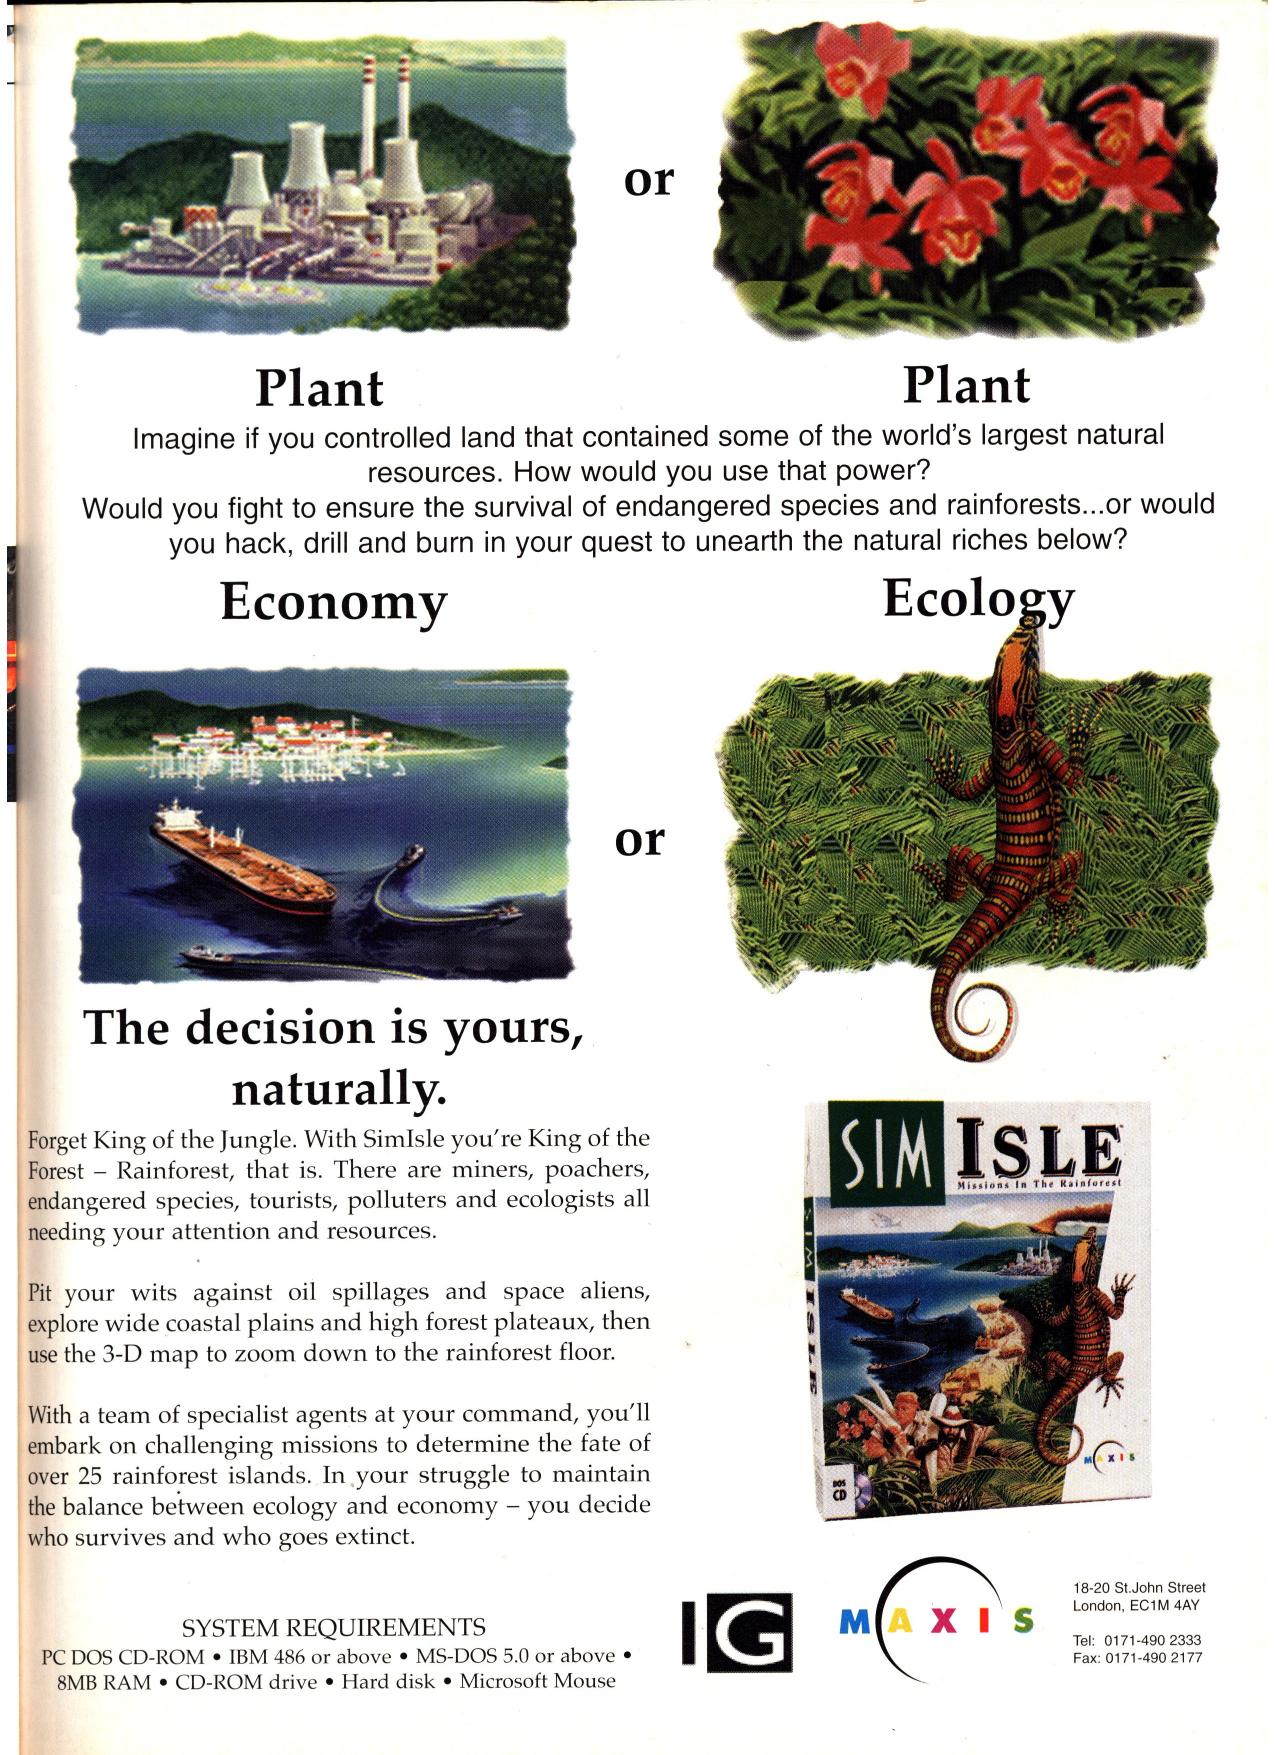 or
Plant
Plant
Imagine if you controlled land that contained some of the world's largest natural
resources. How would you use that power?
Would you fight to ensure the survival of endangered species and rainforests...or would
you hack, drill and burn in your quest to unearth the natural riches below?
Economy
Ecology
or
The decision is yours,
naturally.
Forget King of the Jungle. With SimIsle you're King of the
Forest – Rainforest, that is. There are miners, poachers,
endangered species, tourists, polluters and ecologists all
needing your attention and resources.
Pit your wits against oil spillages and space aliens,
explore wide coastal plains and high forest plateaux, then
use the 3-D map to zoom down to the rainforest floor.
With a team of specialist agents at your command, you'll
embark on challenging missions to determine the fate of
over 25 rainforest islands. In your struggle to maintain
the balance between ecology and economy – you decide
who survives and who goes extinct.
SIM ISLE™
Missions In The Rainforest
SIM ISLE
MAXIS
DOS
CD
SYSTEM REQUIREMENTS
PC DOS CD-ROM • IBM 486 or above • MS-DOS 5.0 or above •
8MB RAM • CD-ROM drive • Hard disk • Microsoft Mouse
IG
MAXIS
18-20 St.John Street
London, EC1M 4AY
Tel: 0171-490 2333
Fax: 0171-490 2177